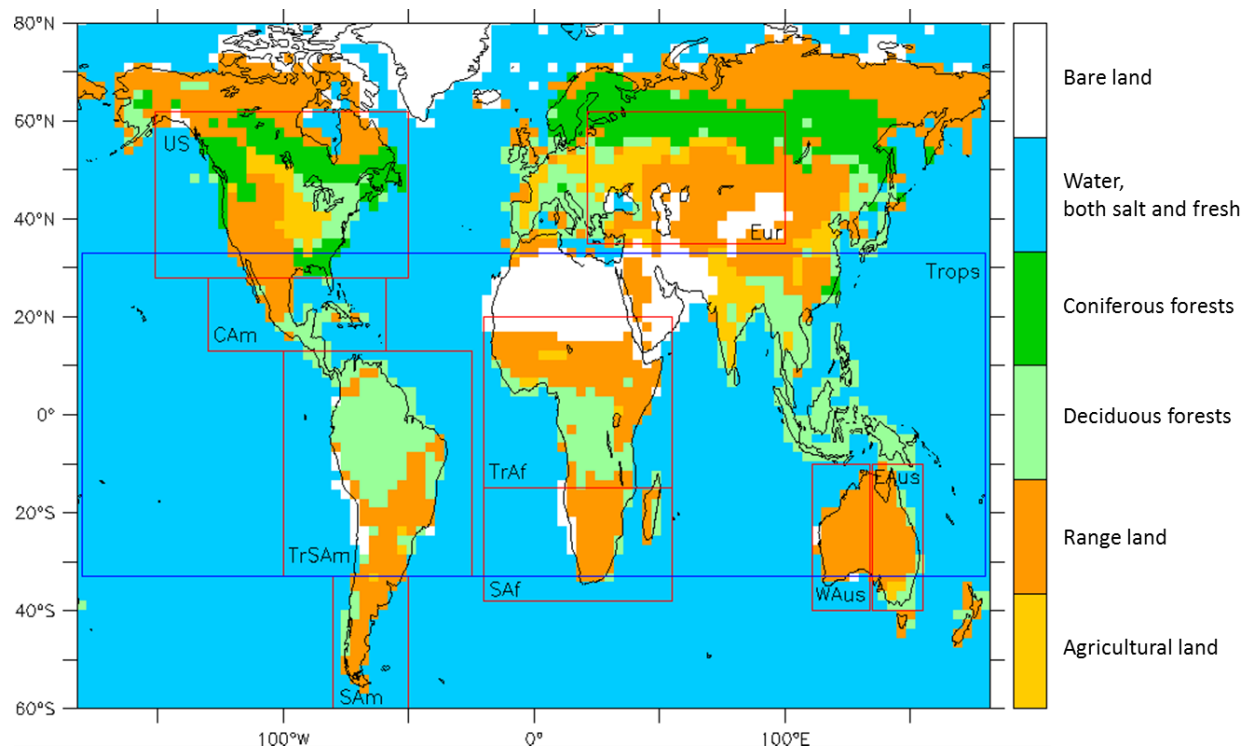 80°N
60°N
40°N
20°N
0°
20°S
40°S
60°S
100°W
0°
100°E
US
Eur
Trops
CAm
TrAf
EAus
TrSAm
SAf
WAus
SAm
Bare land
Water,
both salt and fresh
Coniferous forests
Deciduous forests
Range land
Agricultural land